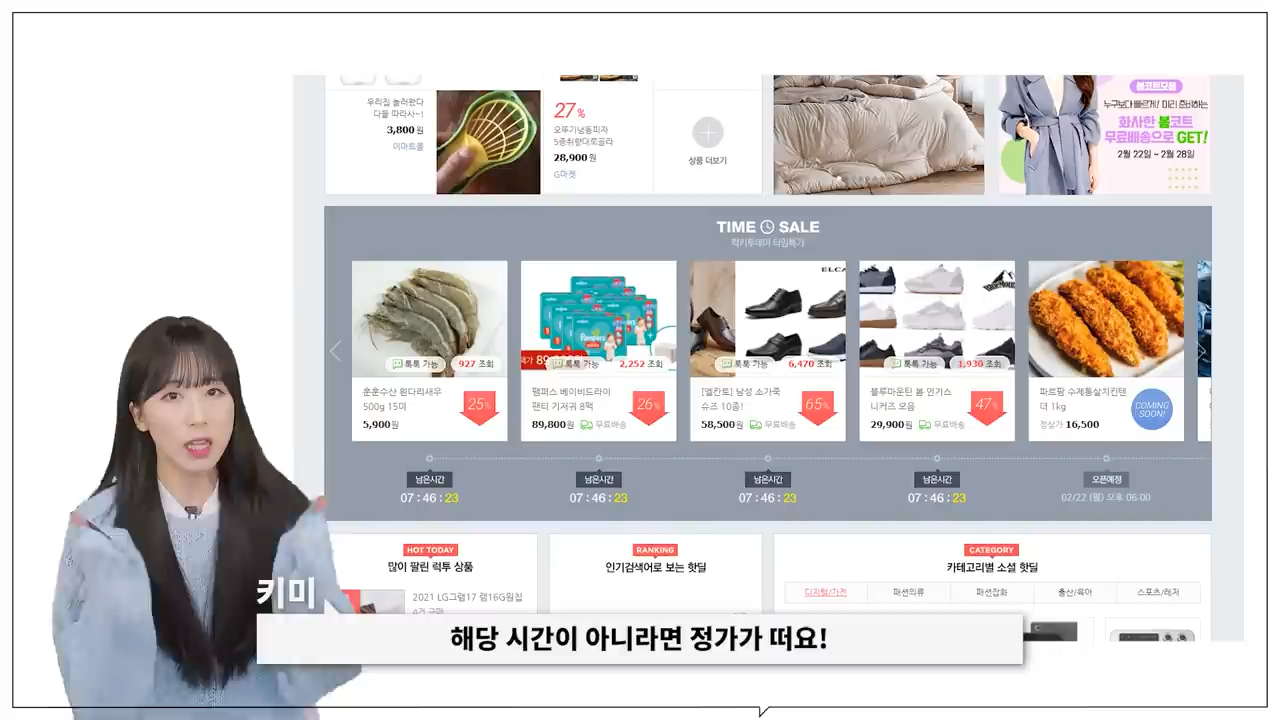 우리집 놀러왔다
다들 따라사~!
3,800원
이마트몰
27%
오뚜기냉동피자
5종취향대로골라
28,900원
G마켓
상품 더보기
봄코트모음
누구보다 빠르게! 미리 준비하는
화사한 봄코트
무료배송으로 GET!
2월 22일 ~ 2월 28일
TIME SALE
럭키투데이 타임특가
톡톡 가능 927 조회
훈훈수산 흰다리새우
500g 15미
5,900원
25%
톡톡 가능 2,252 조회
팸퍼스 베이비드라이
팬티 기저귀 8팩
89,800원 무료배송
26%
ELCA
톡톡 가능 6,470 조회
[엘칸토] 남성 소가죽
슈즈 10종!
58,500원 무료배송
65%
톡톡 가능 1,930 조회
블루마운틴 봄 인기스
니커즈 모음
29,900원 무료배송
47%
파르팜 수제통살치킨텐
더 1kg
정상가 16,500
COMING
SOON!
남은시간
07 : 46 : 23
남은시간
07 : 46 : 23
남은시간
07 : 46 : 23
남은시간
07 : 46 : 23
오픈예정
02/22 (월) 오후 06:00
HOT TODAY
많이 팔린 럭투 상품
2021 LG그램17 램16G원칩
RANKING
인기검색어로 보는 핫딜
CATEGORY
카테고리별 소셜 핫딜
디지털/가전
패션의류
패션잡화
출산/육아
스포츠/레저
키미
해당 시간이 아니라면 정가가 떠요!